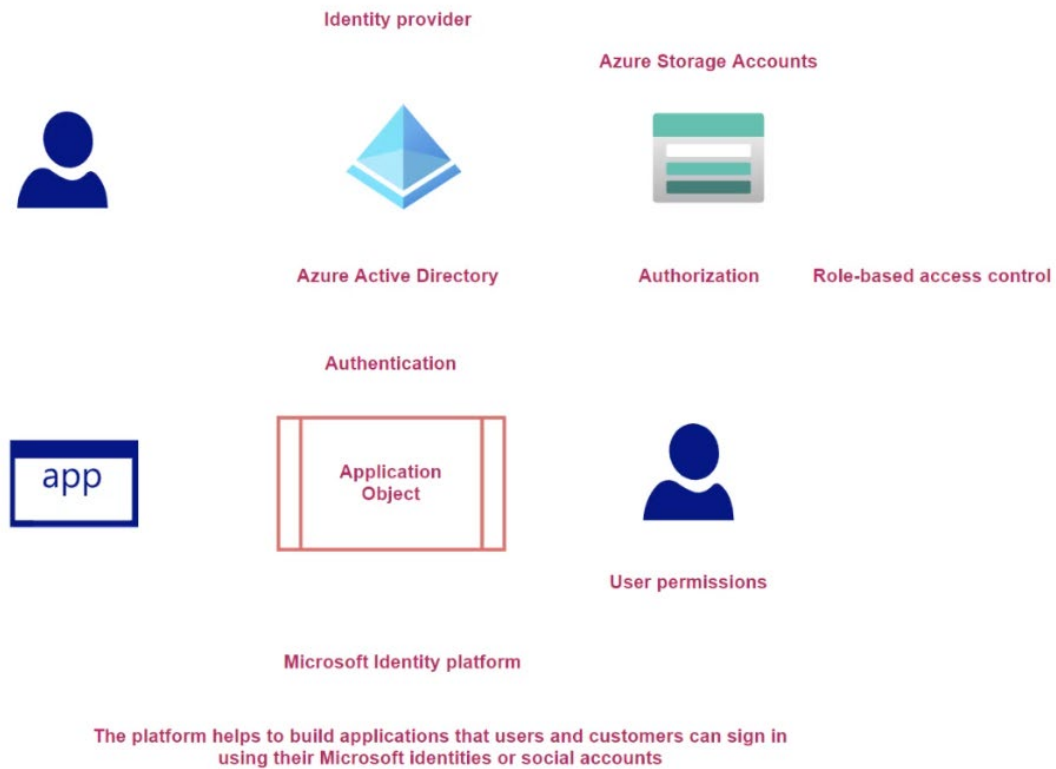 Identity provider
Azure Storage Accounts
Azure Active Directory
Authorization
Role-based access control
Authentication
app
Application
Object
User permissions
Microsoft Identity platform
The platform helps to build applications that users and customers can sign in
using their Microsoft identities or social accounts